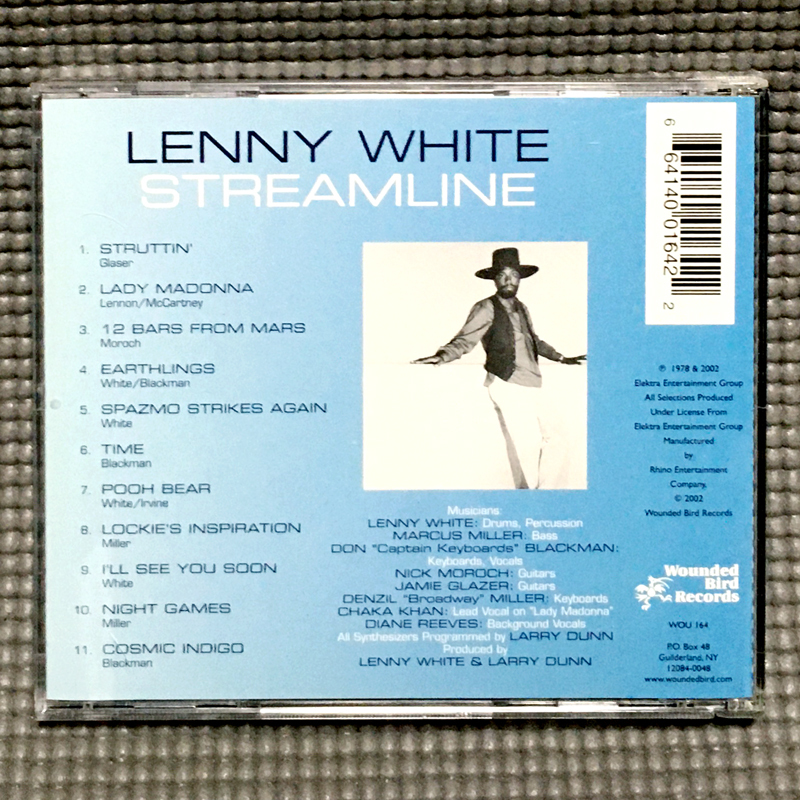 LENNY WHITE
STREAMLINE
1. STRUTTIN'
Glaser
2. LADY MADONNA
Lennon/McCartney
3. 12 BARS FROM MARS
Moroch
4. EARTHLINGS
White/Blackman
5. SPAZMO STRIKES AGAIN
White
6. TIME
Blackman
7. POOH BEAR
White/Irvine
8. LOCKIE'S INSPIRATION
Miller
9. I'LL SEE YOU SOON
White
10. NIGHT GAMES
Miller
11. COSMIC INDIGO
Blackman
Musicians:
LENNY WHITE: Drums, Percussion
MARCUS MILLER: Bass
DON "Captain Keyboards" BLACKMAN:
Keyboards, Vocals
NICK MOROCH: Guitars
JAMIE GLAZER: Guitars
DENZIL "Broadway" MILLER: Keyboards
CHAKA KHAN: Lead Vocal on "Lady Madonna"
DIANE REEVES: Background Vocals
All Synthesizers Programmed by LARRY DUNN
Produced by
LENNY WHITE & LARRY DUNN
6 64140 01642 2
℗ 1978 & 2002
Elektra Entertainment Group
All Selections Produced
Under License From
Elektra Entertainment Group
Manufactured
by
Rhino Entertainment
Company,
© 2002
Wounded Bird Records
Wounded
Bird
Records
WOU 164
P.O. Box 48
Guilderland, NY
12084-0048
www.woundedbird.com